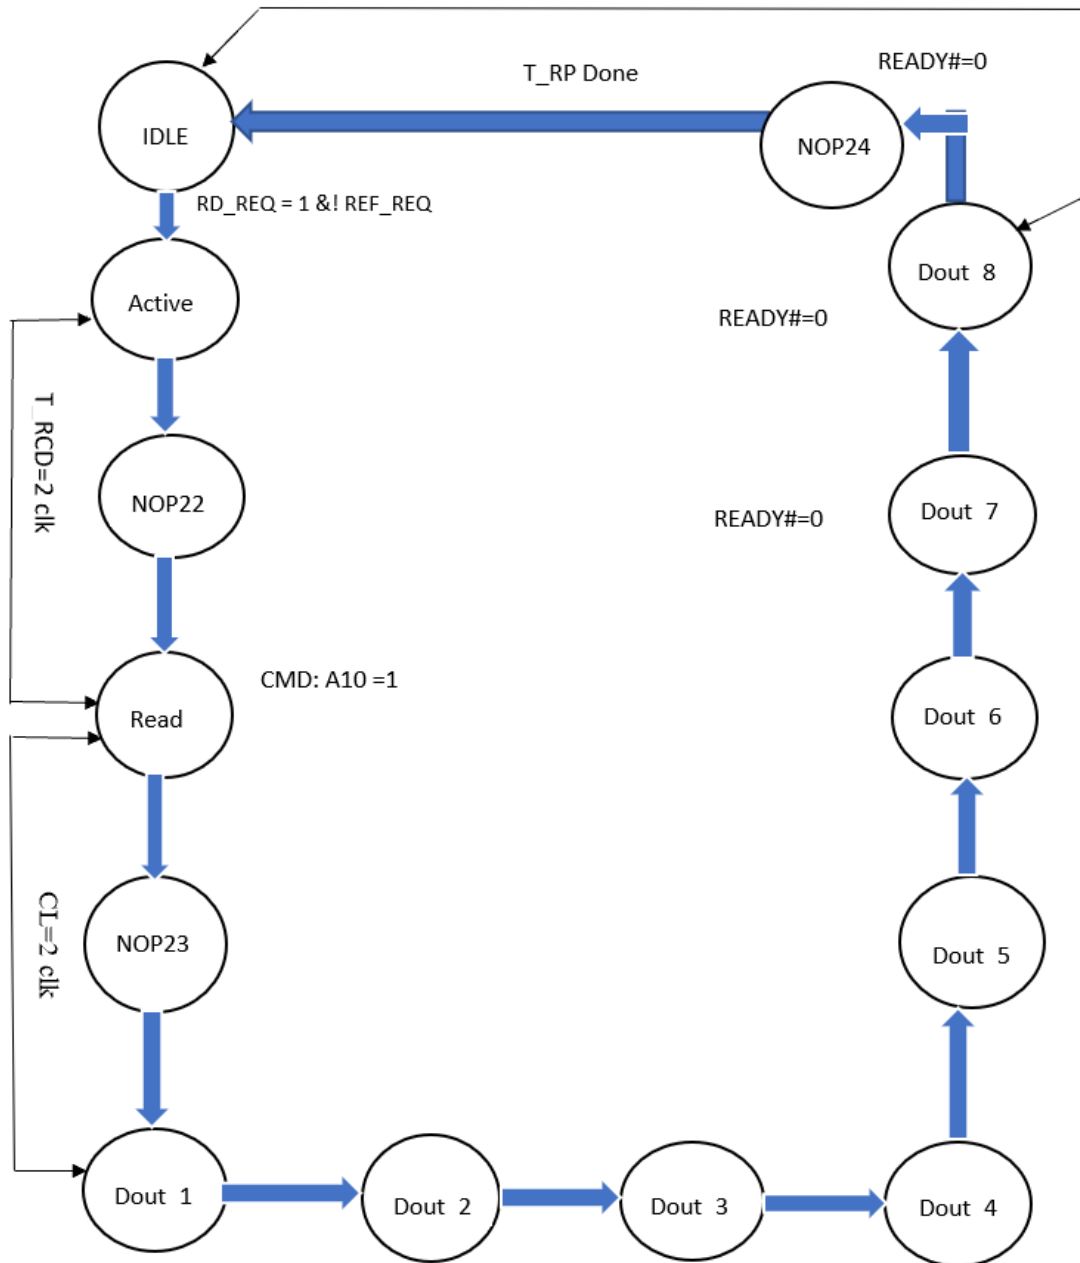 READY#=0
T_RP Done
IDLE
NOP24
RD_REQ = 1 &! REF_REQ
Dout 8
Active
READY#=0
T_RCD=2 clk
NOP22
Dout 7
READY#=0
CMD: A10 =1
Read
Dout 6
CL=2 clk
NOP23
Dout 5
Dout 1
Dout 2
Dout 3
Dout 4